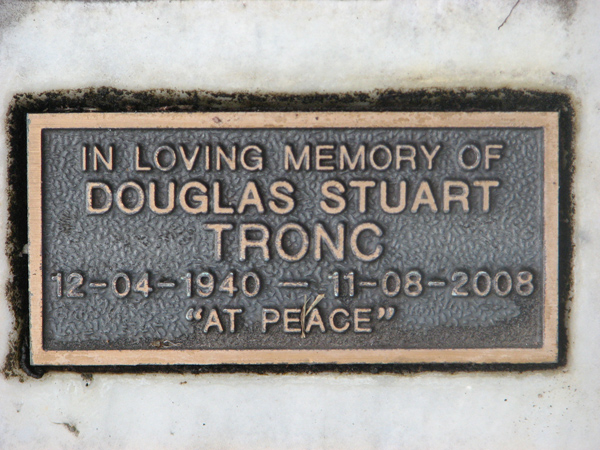 IN LOVING MEMORY OF
DOUGLAS STUART
TRONC
12-04-1940 — 11-08-2008
"AT PEACE"